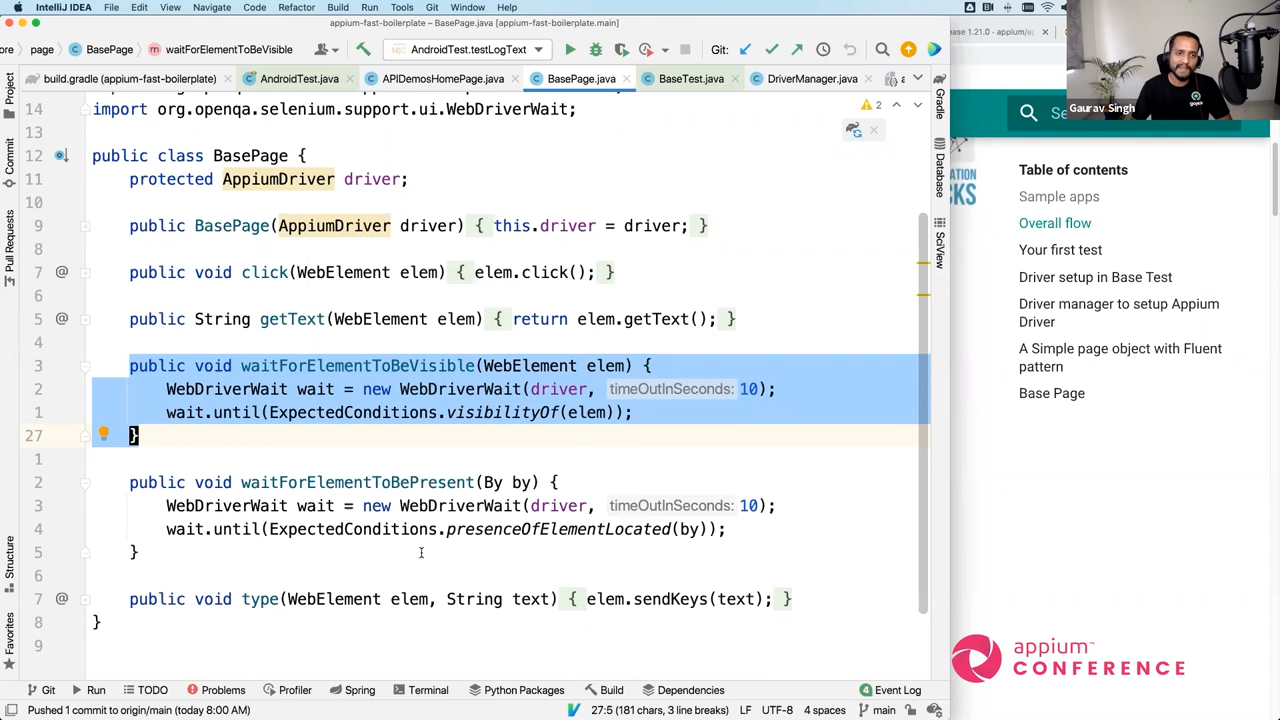 IntelliJ IDEA File Edit View Navigate Code Refactor Build Run Tools Git Window Help
appium-fast-boilerplate – BasePage.java [appium-fast-boilerplate.main]
ore page BasePage waitForElementToBeVisible AndroidTest.testLogText Git:
build.gradle (appium-fast-boilerplate) AndroidTest.java APIDemosHomePage.java BasePage.java BaseTest.java DriverManager.java a
14 import org.openqa.selenium.support.ui.WebDriverWait;
2
13
12 public class BasePage {
11 protected AppiumDriver driver;
10
9 public BasePage(AppiumDriver driver) { this.driver = driver; }
8
7 public void click(WebElement elem) { elem.click(); }
6
5 public String getText(WebElement elem) { return elem.getText(); }
4
3 public void waitForElementToBeVisible(WebElement elem) {
2 WebDriverWait wait = new WebDriverWait(driver, timeOutInSeconds: 10);
1 wait.until(ExpectedConditions.visibilityOf(elem));
27 }
1
2 public void waitForElementToBePresent(By by) {
3 WebDriverWait wait = new WebDriverWait(driver, timeOutInSeconds: 10);
4 wait.until(ExpectedConditions.presenceOfElementLocated(by));
5 }
6
7 public void type(WebElement elem, String text) { elem.sendKeys(text); }
8 }
9
Project
Commit
Pull Requests
Structure
Favorites
Gradle
Database
SciView
Git Run TODO Problems Profiler Spring Terminal Python Packages Build Dependencies 4 Event Log
Pushed 1 commit to origin/main (today 8:00 AM) 27:5 (181 chars, 3 line breaks) LF UTF-8 4 spaces main
1.21.0 - appium/a
Gaurav Singh
Se
ATION
CKS
Table of contents
Sample apps
Overall flow
Your first test
Driver setup in Base Test
Driver manager to setup Appium
Driver
A Simple page object with Fluent
pattern
Base Page
appium™
CONFERENCE